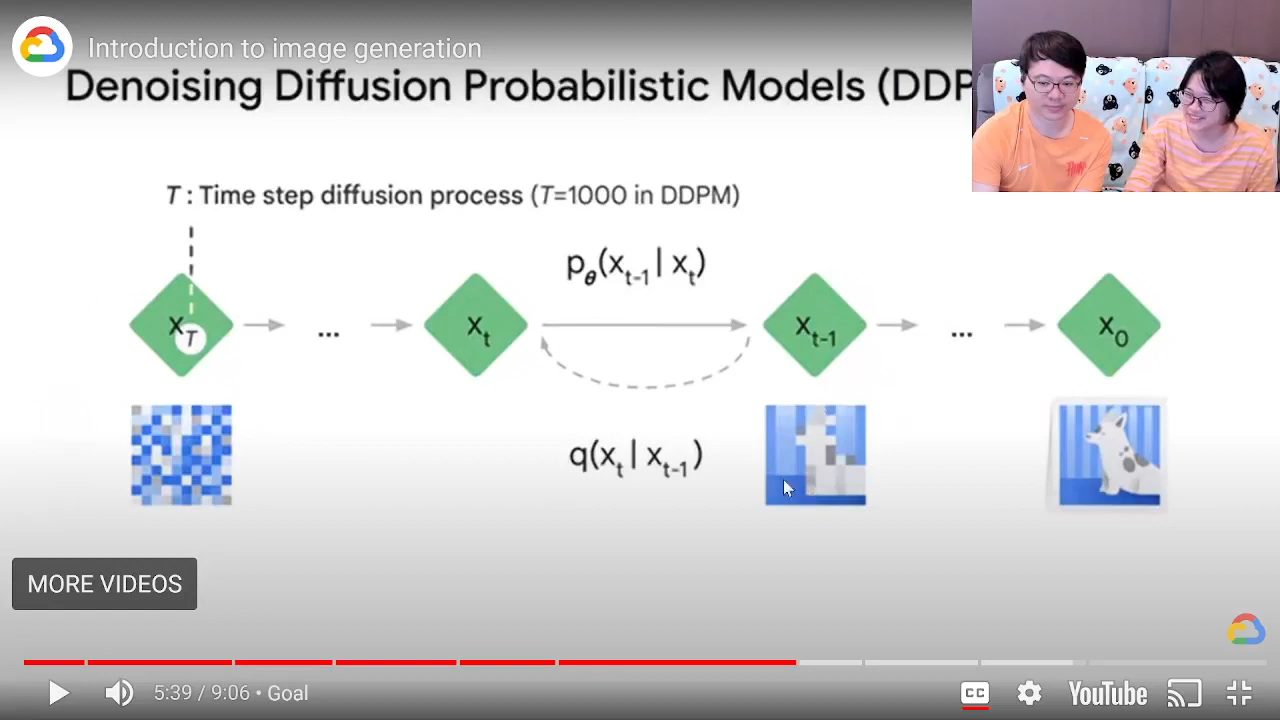 Introduction to image generation
Denoising Diffusion Probabilistic Models (DDP
T : Time step diffusion process (T=1000 in DDPM)
pθ(xt-1 | xt)
xT
...
xt
xt-1
...
x0
q(xt | xt-1)
MORE VIDEOS
5:39 / 9:06 • Goal
CC
YouTube